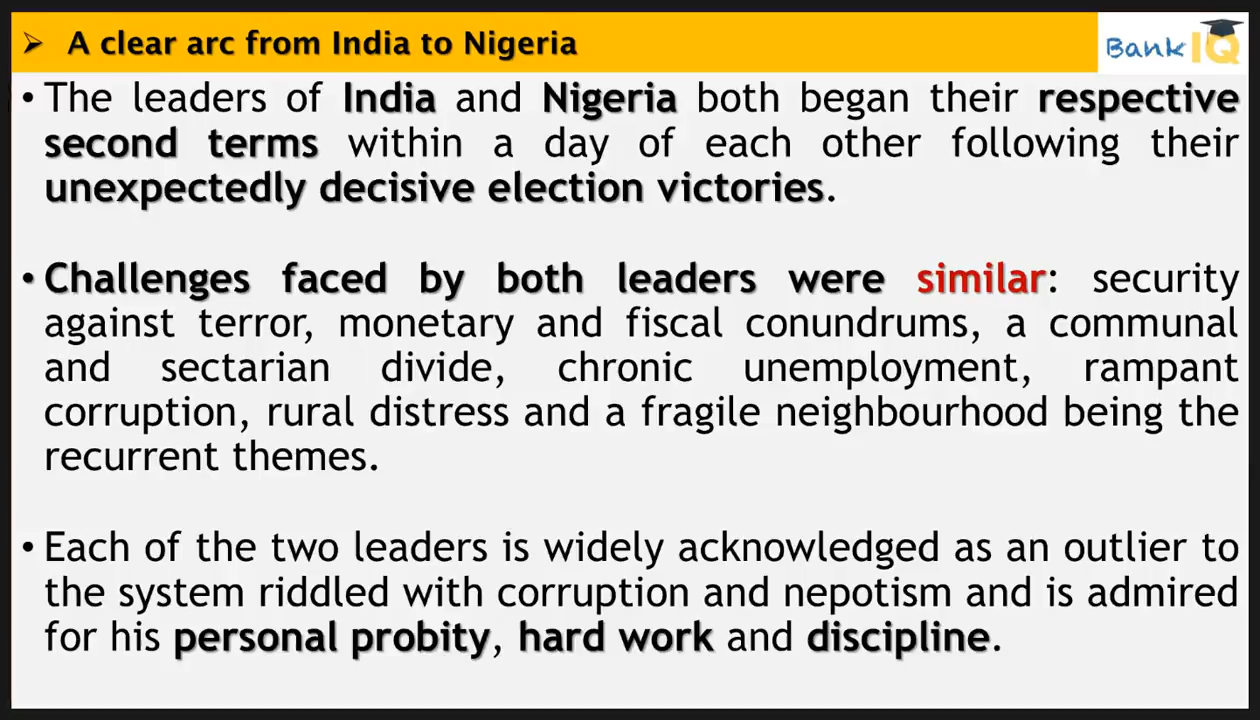 ➢ A clear arc from India to Nigeria
Bank IQ
• The leaders of India and Nigeria both began their respective
second terms within a day of each other following their
unexpectedly decisive election victories.
• Challenges faced by both leaders were similar: security
against terror, monetary and fiscal conundrums, a communal
and sectarian divide, chronic unemployment, rampant
corruption, rural distress and a fragile neighbourhood being the
recurrent themes.
• Each of the two leaders is widely acknowledged as an outlier to
the system riddled with corruption and nepotism and is admired
for his personal probity, hard work and discipline.